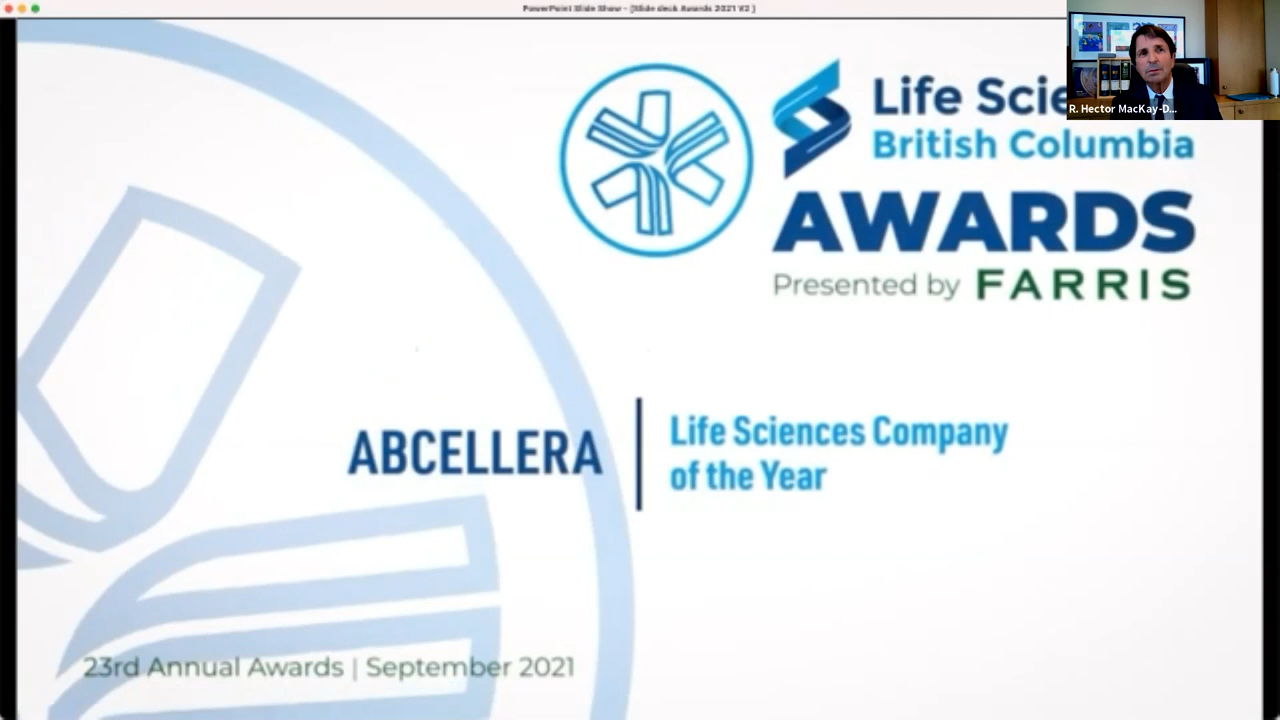 PowerPoint Slide Show - [Slide deck Awards 2021 V2 ]
R. Hector MacKay-D...
Life Scie
British Columbia
AWARDS
Presented by FARRIS
ABCELLERA
Life Sciences Company
of the Year
23rd Annual Awards | September 2021